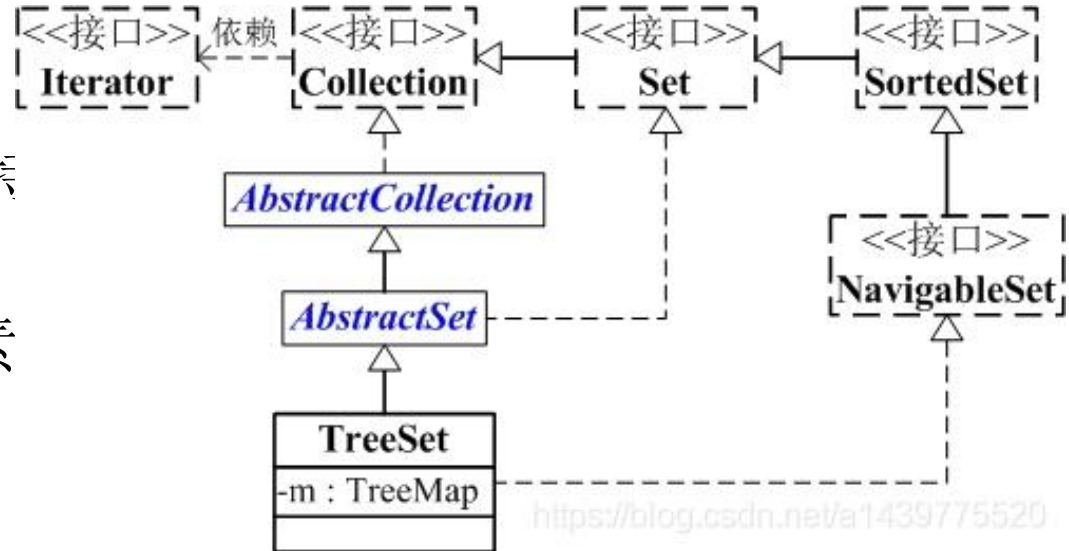 <<接口>>
Iterator
依赖
<<接口>>
Collection
<<接口>>
Set
<<接口>>
SortedSet
AbstractCollection
<<接口>>
NavigableSet
AbstractSet
素
TreeSet
-m : TreeMap
https://blog.csdn.net/a1439775520